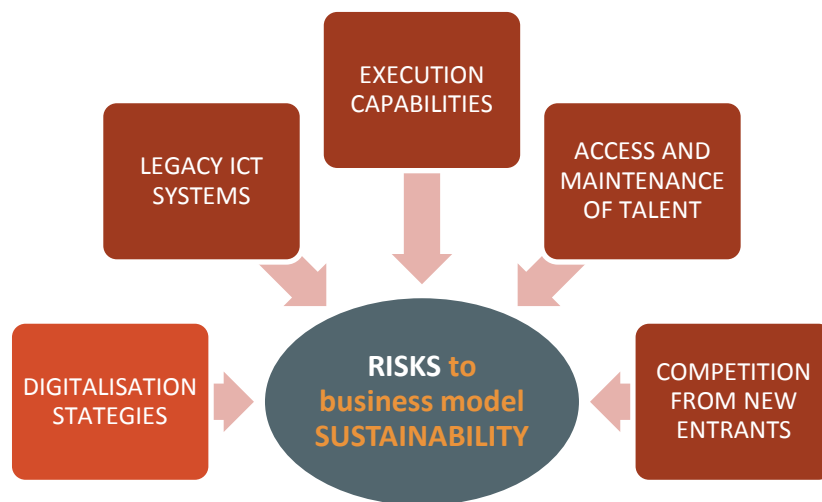 EXECUTION
CAPABILITIES
LEGACY ICT
SYSTEMS
ACCESS AND
MAINTENANCE
OF TALENT
DIGITALISATION
STATEGIES
RISKS to
business model
SUSTAINABILITY
COMPETITION
FROM NEW
ENTRANTS